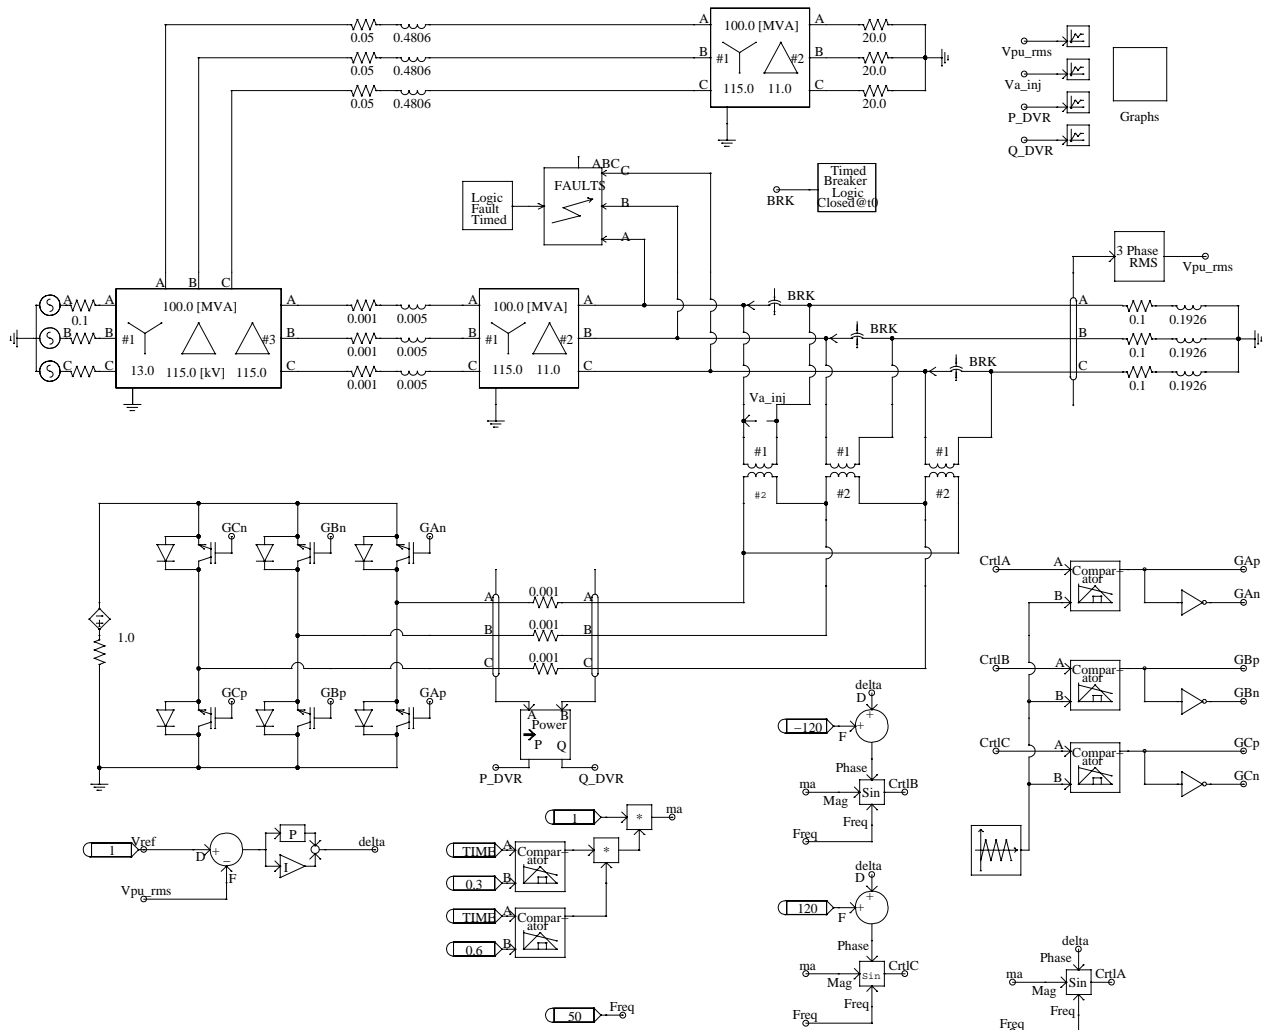 A
0.05
0.4806
B
0.05
0.4806
C
0.05
0.4806
A
100.0 [MVA]
A
B
#1
#2
B
C
115.0
11.0
C
20.0
20.0
20.0
Vpu_rms
Va_inj
P_DVR
Q_DVR
Graphs
Logic
Fault
Timed
ABC
FAULTS
C
B
A
BRK
Timed
Breaker
Logic
Closed@t0
3 Phase
RMS
Vpu_rms
A
B
C
A
0.1
A
B
B
C
C
100.0 [MVA]
#1
#3
13.0
115.0 [kV]
115.0
A
0.001
0.005
A
B
0.001
0.005
B
C
0.001
0.005
C
100.0 [MVA]
#1
#2
115.0
11.0
A
B
C
BRK
BRK
BRK
A
0.1
0.1926
B
0.1
0.1926
C
0.1
0.1926
Va_inj
#1
#1
#1
#2
#2
#2
GCn
GBn
GAn
1.0
GCp
GBp
GAp
A
0.001
A
B
0.001
B
C
0.001
C
A
B
Power
P
Q
P_DVR
Q_DVR
CrtlA
A
Compar-
ator
B
GAp
GAn
CrtlB
A
Compar-
ator
B
GBp
GBn
CrtlC
A
Compar-
ator
B
GCp
GCn
delta
D
-120
F
Phase
ma
Mag
Sin
CrtlB
Freq
Freq
1
Vref
D
+
-
F
Vpu_rms
P
I
delta
1
*
ma
TIME
A
Compar-
ator
0.3
B
*
TIME
A
Compar-
ator
0.6
B
50
Freq
delta
D
120
F
Phase
ma
Mag
Sin
CrtlC
Freq
Freq
delta
Phase
ma
Mag
Sin
CrtlA
Freq
Freq